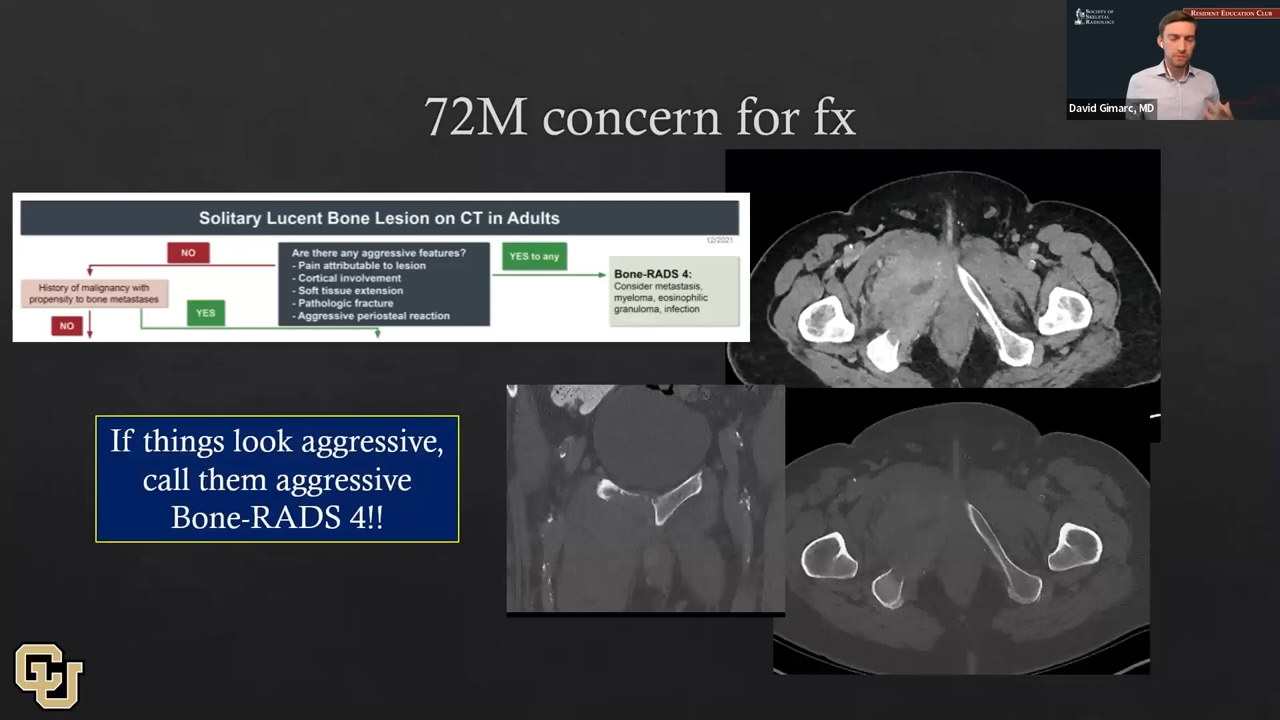 SOCIETY OF
SKELETAL
RADIOLOGY
RESIDENT EDUCATION CLUB
David Gimarc, MD
72M concern for fx
Solitary Lucent Bone Lesion on CT in Adults
12/2021
NO
Are there any aggressive features?
- Pain attributable to lesion
- Cortical involvement
- Soft tissue extension
- Pathologic fracture
- Aggressive periosteal reaction
YES to any
Bone-RADS 4:
Consider metastasis,
myeloma, eosinophilic
granuloma, infection
History of malignancy with
propensity to bone metastases
YES
NO
If things look aggressive,
call them aggressive
Bone-RADS 4!!
CU